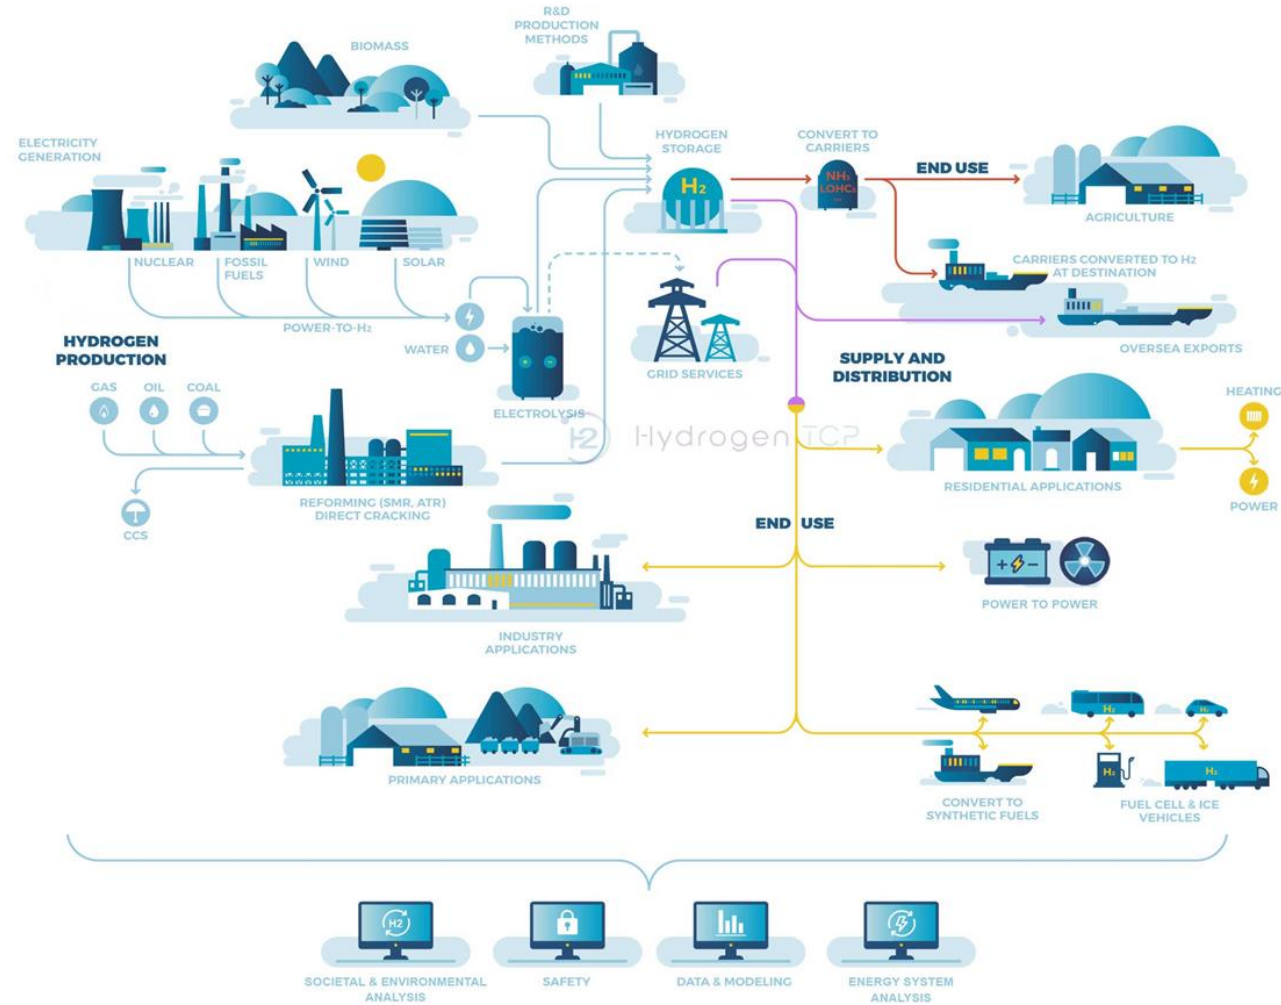 R&D
PRODUCTION
METHODS
BIOMASS
ELECTRICITY
GENERATION
HYDROGEN
STORAGE
CONVERT TO
CARRIERS
H₂
NH₃
LOHCs
END USE
AGRICULTURE
NUCLEAR
FOSSIL
FUELS
WIND
SOLAR
CARRIERS CONVERTED TO H₂
AT DESTINATION
POWER-TO-H₂
HYDROGEN
PRODUCTION
WATER
OVERSEA EXPORTS
GRID SERVICES
SUPPLY AND
DISTRIBUTION
GAS
OIL
COAL
ELECTROLYSIS
HEATING
H2 Hydrogen TCP
RESIDENTIAL APPLICATIONS
POWER
REFORMING (SMR, ATR)
DIRECT CRACKING
CCS
END USE
POWER TO POWER
INDUSTRY
APPLICATIONS
H₂
H₂
PRIMARY APPLICATIONS
H₂
H₂
CONVERT TO
SYNTHETIC FUELS
FUEL CELL & ICE
VEHICLES
H2
SOCIETAL & ENVIRONMENTAL
ANALYSIS
SAFETY
DATA & MODELING
ENERGY SYSTEM
ANALYSIS